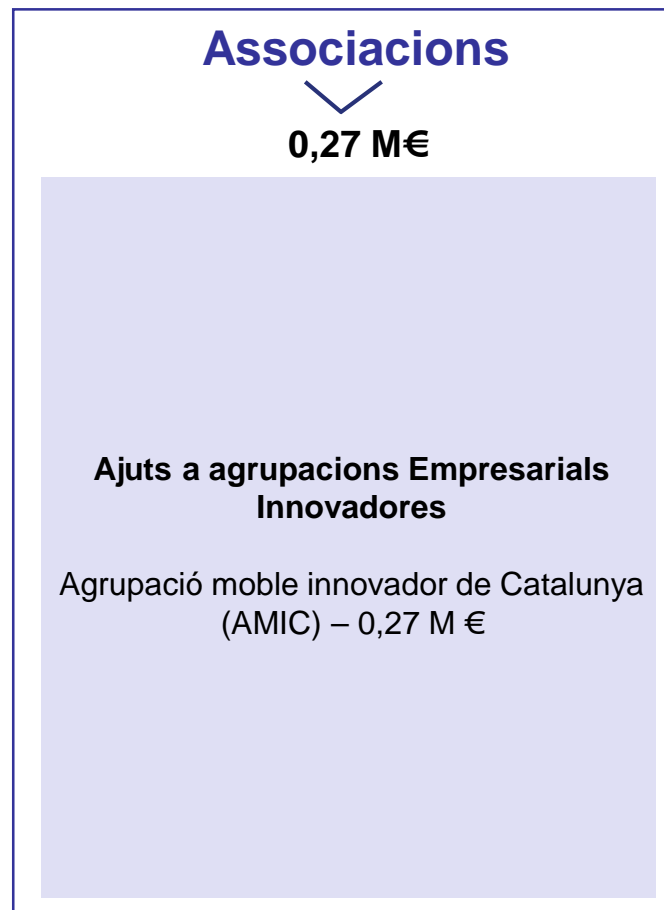 Associacions
0,27 M€
Ajuts a agrupacions Empresarials
Innovadores
Agrupació moble innovador de Catalunya
(AMIC) – 0,27 M €